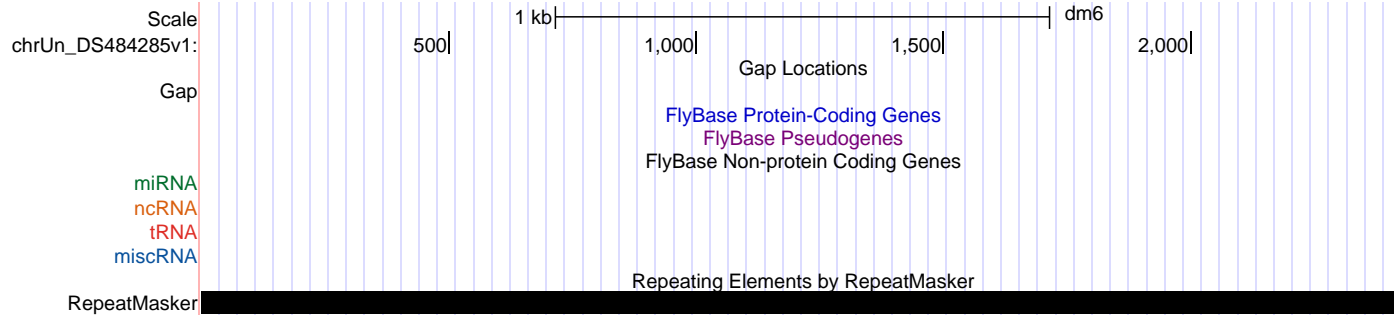 Scale 1 kb dm6
chrUn_DS484285v1: 500 1,000 1,500 2,000
Gap Locations
Gap
FlyBase Protein-Coding Genes
FlyBase Pseudogenes
FlyBase Non-protein Coding Genes
miRNA
ncRNA
tRNA
miscRNA
Repeating Elements by RepeatMasker
RepeatMasker